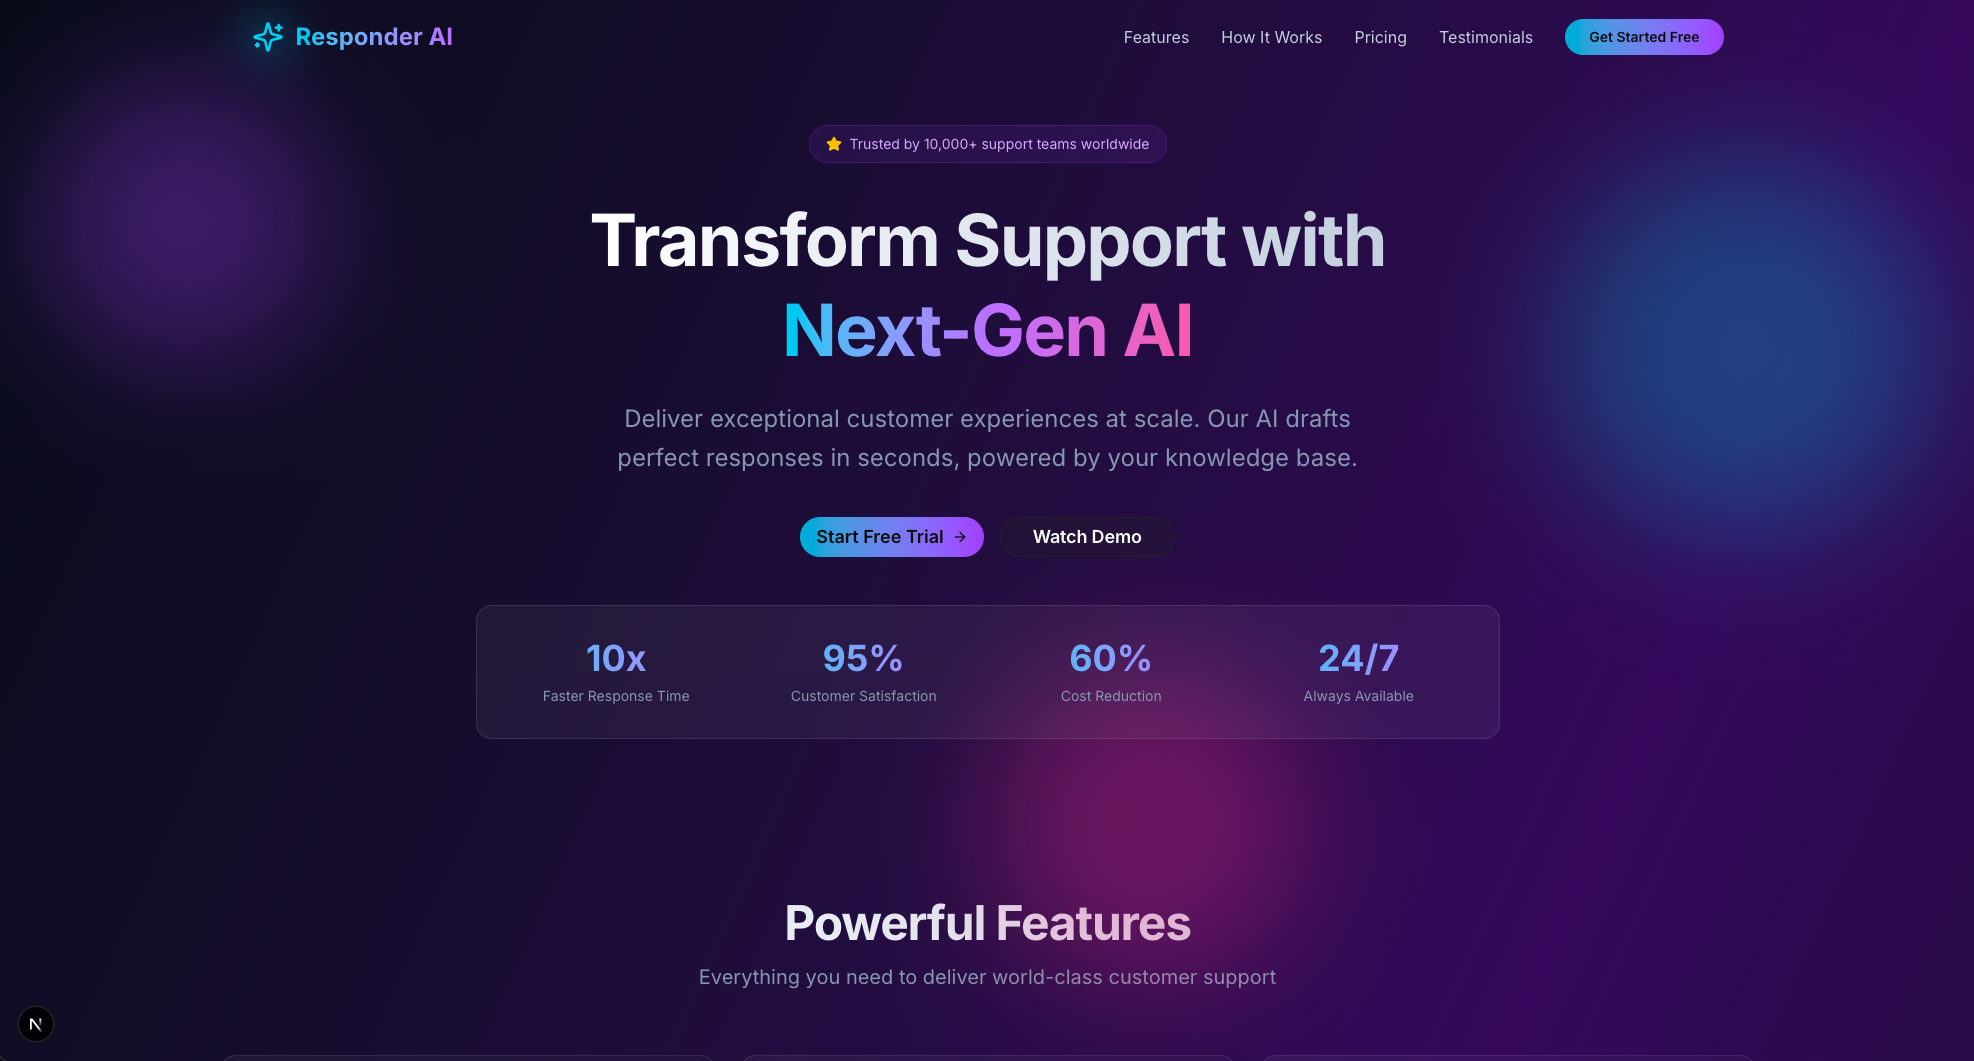 Responder AI
Features
How It Works
Pricing
Testimonials
Get Started Free
Trusted by 10,000+ support teams worldwide
Transform Support with
Next-Gen AI
Deliver exceptional customer experiences at scale. Our AI drafts
perfect responses in seconds, powered by your knowledge base.
Start Free Trial →
Watch Demo
10x
Faster Response Time
95%
Customer Satisfaction
60%
Cost Reduction
24/7
Always Available
Powerful Features
Everything you need to deliver world-class customer support
N